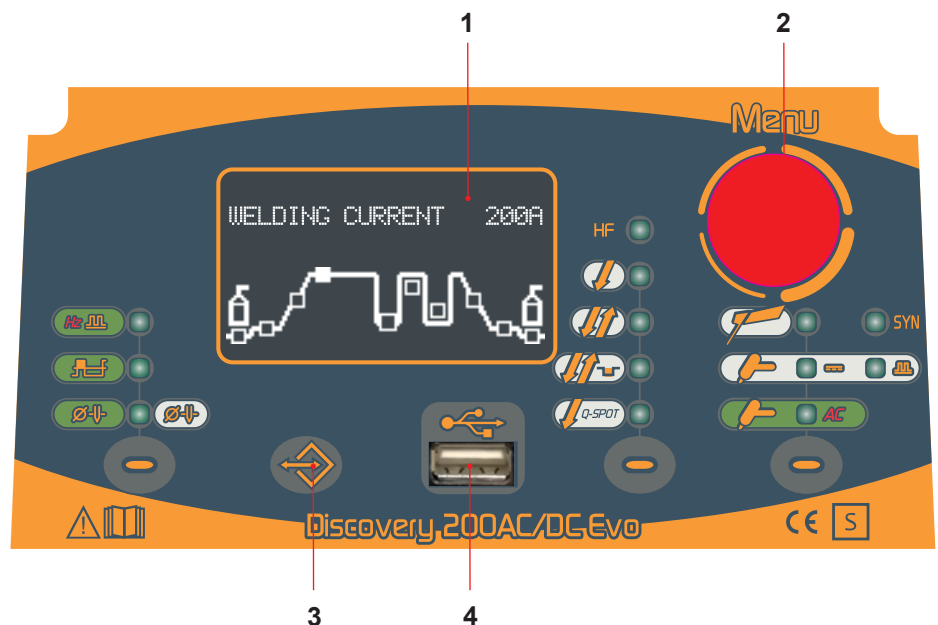 1
2
Menu
WELDING CURRENT 200A
HF
Hz
SYN
Q-SPOT
AC
Discovery 200AC/DC Evo
CE
S
3
4